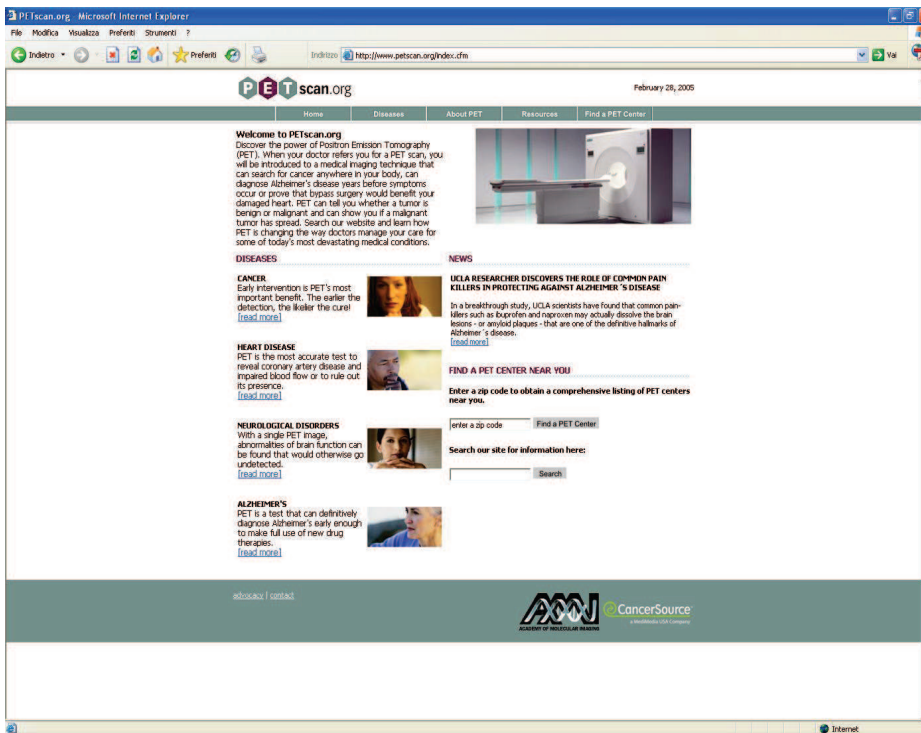 PETscan.org - Microsoft Internet Explorer
File Modifica Visualizza Preferiti Strumenti ?
Indietro Preferiti Indirizzo http://www.petscan.org/index.cfm Vai
PETscan.org
February 28, 2005
Home Diseases About PET Resources Find a PET Center
Welcome to PETscan.org
Discover the power of Positron Emission Tomography
(PET). When your doctor refers you for a PET scan, you
will be introduced to a medical imaging technique that
can search for cancer anywhere in your body, can
diagnose Alzheimer's disease years before symptoms
occur or prove that bypass surgery would benefit your
damaged heart. PET can tell you whether a tumor is
benign or malignant and can show you if a malignant
tumor has spread. Search our website and learn how
PET is changing the way doctors manage your care for
some of today's most devastating medical conditions.
DISEASES
CANCER
Early intervention is PET's most
important benefit. The earlier the
detection, the likelier the cure!
[read more]
HEART DISEASE
PET is the most accurate test to
reveal coronary artery disease and
impaired blood flow or to rule out
its presence.
[read more]
NEUROLOGICAL DISORDERS
With a single PET image,
abnormalities of brain function can
be found that would otherwise go
undetected.
[read more]
ALZHEIMER'S
PET is a test that can definitively
diagnose Alzheimer's early enough
to make full use of new drug
therapies.
[read more]
NEWS
UCLA RESEARCHER DISCOVERS THE ROLE OF COMMON PAIN
KILLERS IN PROTECTING AGAINST ALZHEIMER´S DISEASE
In a breakthrough study, UCLA scientists have found that common pain-
killers such as ibuprofen and naproxen may actually dissolve the brain
lesions - or amyloid plaques - that are one of the definitive hallmarks of
Alzheimer´s disease.
[read more]
FIND A PET CENTER NEAR YOU
Enter a zip code to obtain a comprehensive listing of PET centers
near you.
enter a zip code Find a PET Center
Search our site for information here:
Search
advocacy | contact
AMI
ACADEMY OF MOLECULAR IMAGING
CancerSource
a MediMedia USA Company
Internet